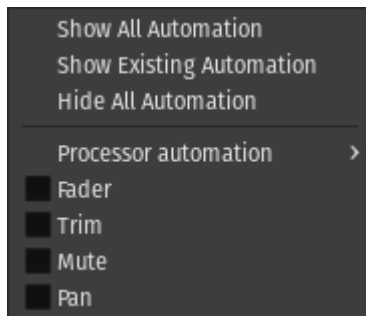 Show All Automation
Show Existing Automation
Hide All Automation
Processor automation >
Fader
Trim
Mute
Pan